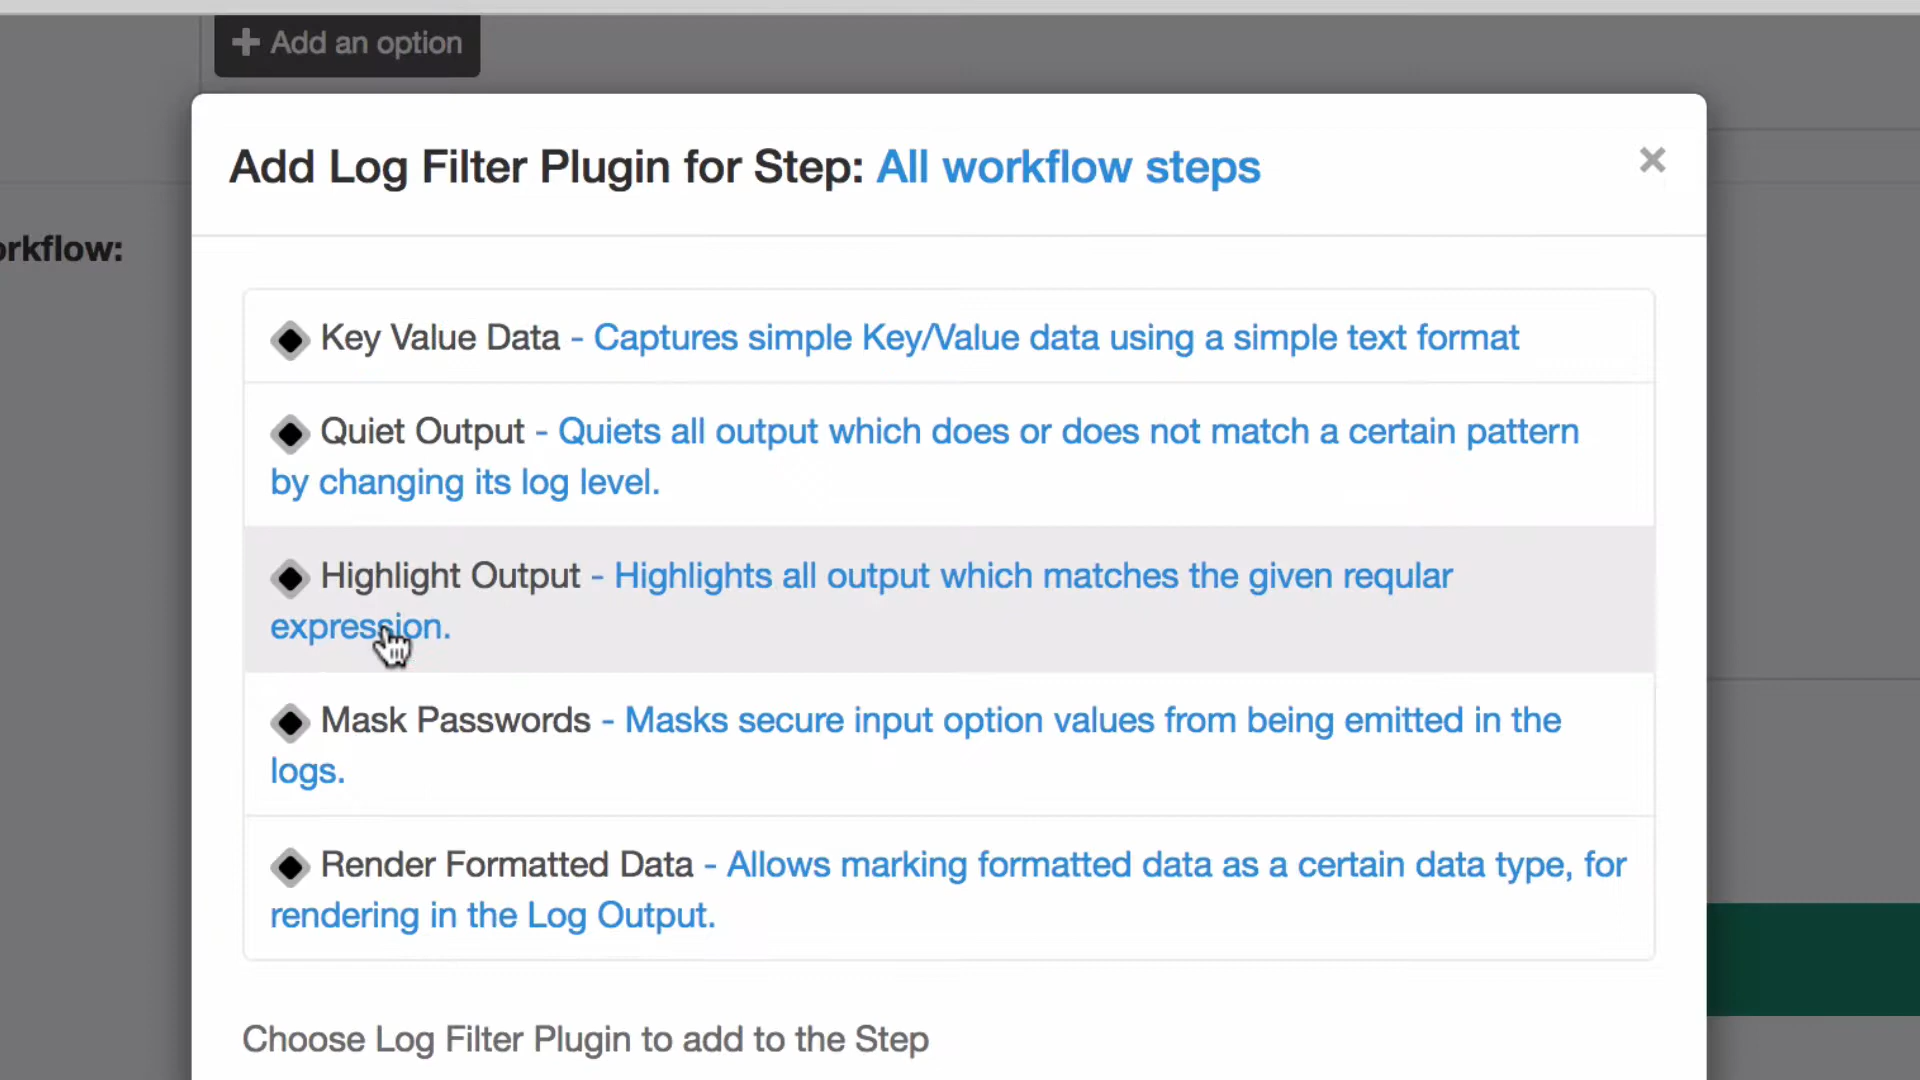 + Add an option
Add Log Filter Plugin for Step: All workflow steps
×
orkflow:
Key Value Data - Captures simple Key/Value data using a simple text format
Quiet Output - Quiets all output which does or does not match a certain pattern
by changing its log level.
Highlight Output - Highlights all output which matches the given reqular
expression.
Mask Passwords - Masks secure input option values from being emitted in the
logs.
Render Formatted Data - Allows marking formatted data as a certain data type, for
rendering in the Log Output.
Choose Log Filter Plugin to add to the Step